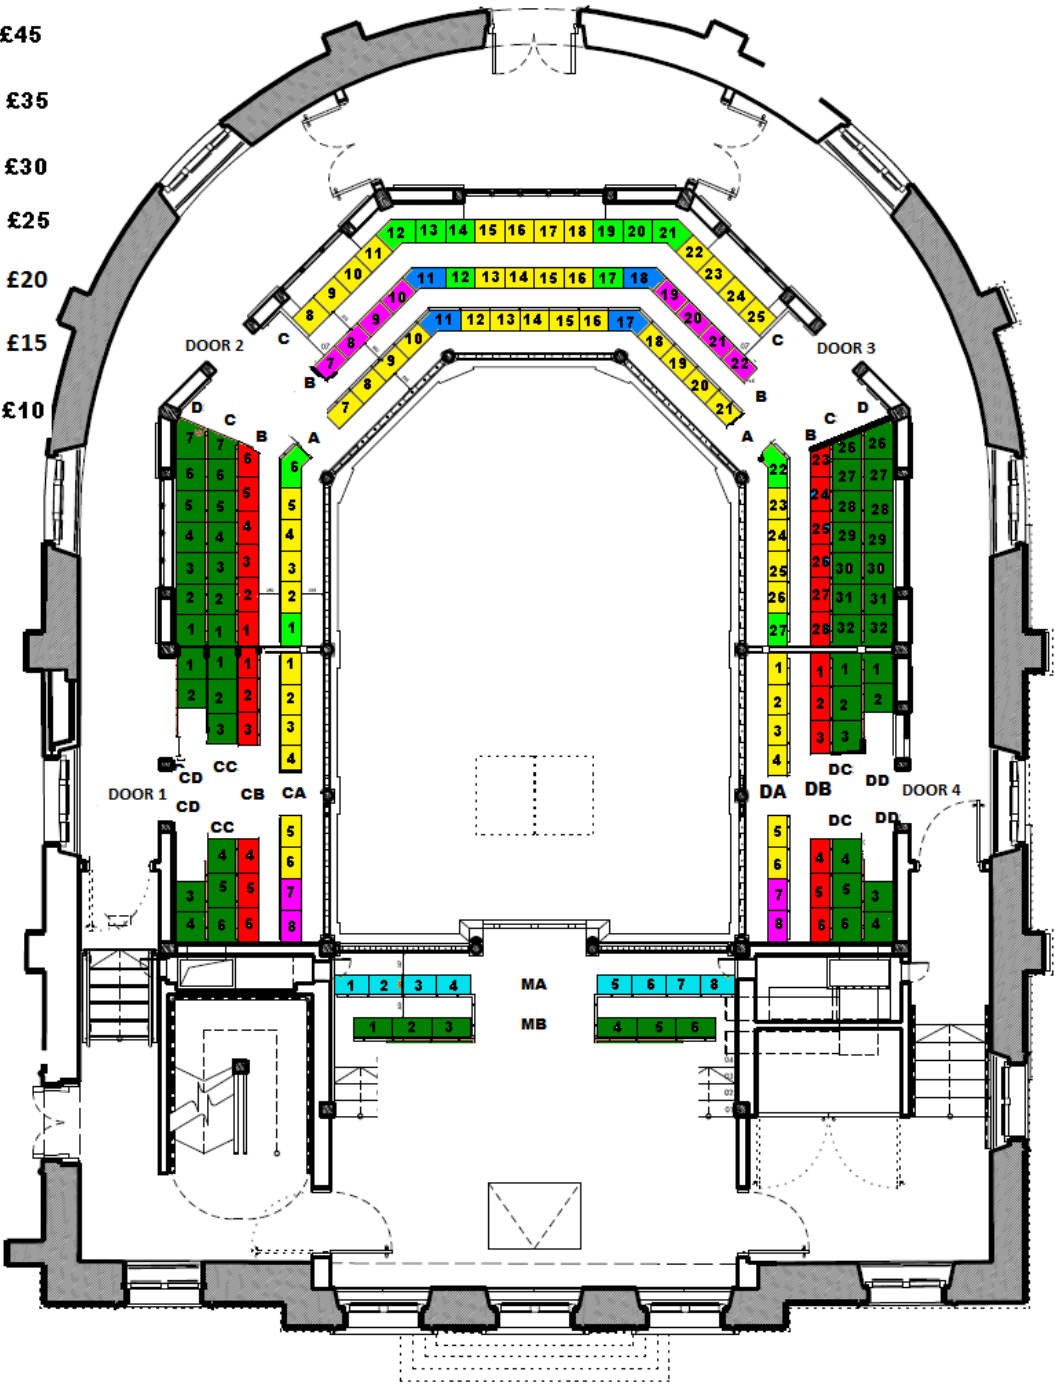 £45
£35
£30
£25
£20
£15
£10
12 13 14 15 16 17 18 19 20 21
11 22
10 23
9 24
8 25
C C
11 12 13 14 15 16 17 18
10 19
9 20
8 21
7 22
B B
11 12 13 14 15 16 17
10 18
9 19
8 20
7 21
A A
DOOR 2
DOOR 3
D C B
7 7 6 6
6 6 5 5
5 5 4 4
4 4 3 3
3 3 2 2
2 2 1 1
1 1
B C D
22 23 26 26
23 24 27 27
24 25 28 28
25 26 29 29
26 27 30 30
27 28 31 31
32 32
1 1 1 1
2 2 2 2
3 3 3
4
1 1 1 1
2 2 2 2
3 3 3
4
CD CC
DOOR 1
CD CB CA
CC
DC
DD
DA DB
DOOR 4
DC DD
4 4 5
3 5 5 6
4 6 6 7
8
5 4 4
6 5 5 3
7 6 6 4
8
1 2 3 4 MA 5 6 7 8
1 2 3 MB 4 5 6